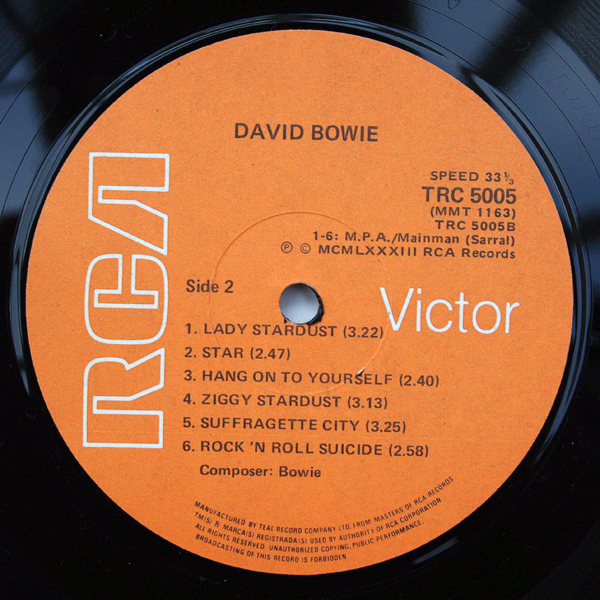 DAVID BOWIE
SPEED 33 ⅓
TRC 5005
(MMT 1163)
TRC 5005B
1-6: M.P.A./Mainman (Sarral)
Ⓟ © MCMLXXXIII RCA Records
RCA
Side 2
Victor
1. LADY STARDUST (3.22)
2. STAR (2.47)
3. HANG ON TO YOURSELF (2.40)
4. ZIGGY STARDUST (3.13)
5. SUFFRAGETTE CITY (3.25)
6. ROCK 'N ROLL SUICIDE (2.58)
Composer: Bowie
MANUFACTURED BY TEAL RECORD COMPANY LTD. FROM MASTERS OF RCA RECORDS
TM(S) & MARCA(S) REGISTRADA(S) USED BY AUTHORITY OF RCA CORPORATION
ALL RIGHTS RESERVED. UNAUTHORIZED COPYING, PUBLIC PERFORMANCE.
BROADCASTING OF THIS RECORD IS FORBIDDEN